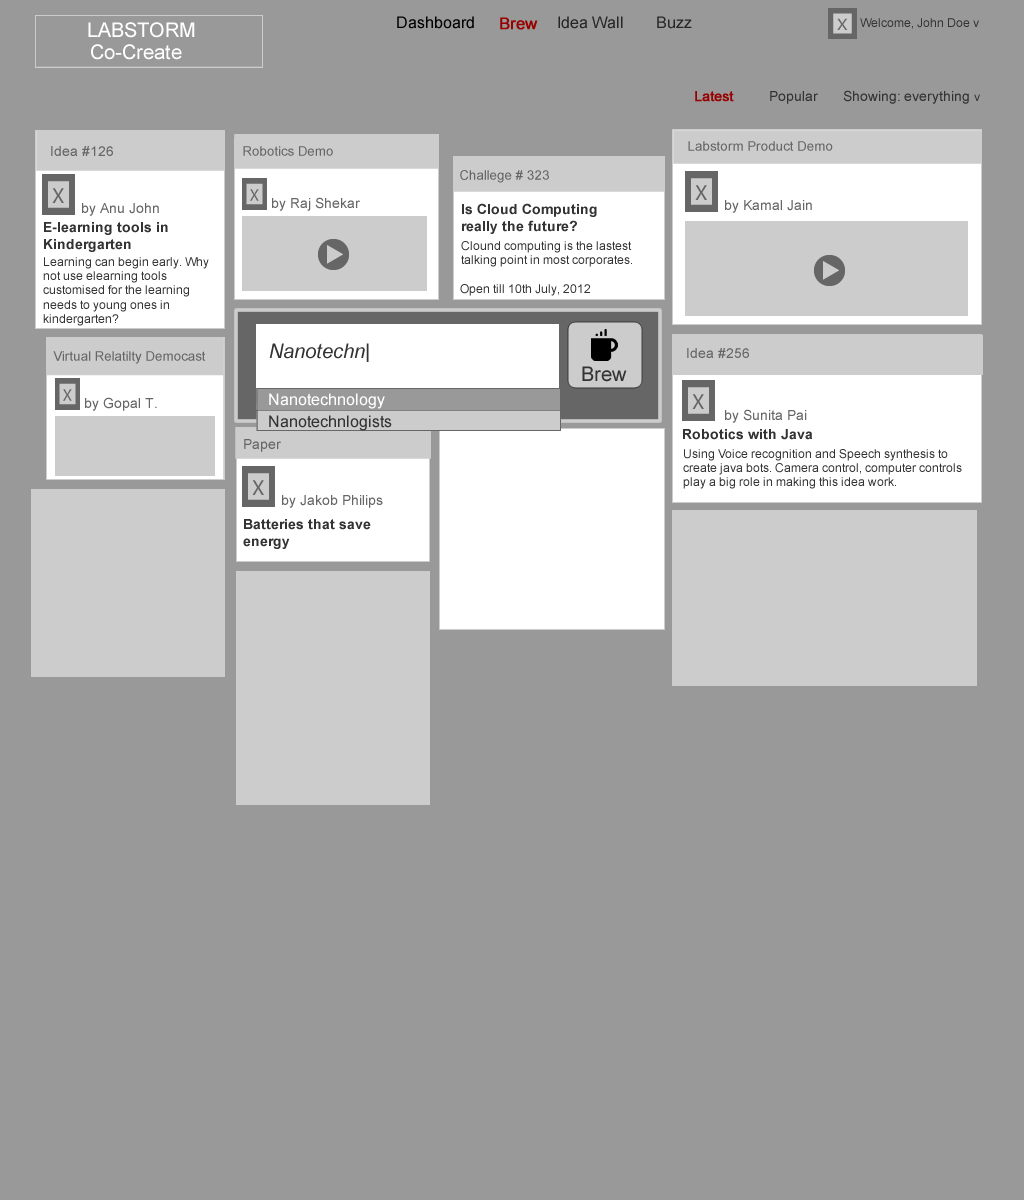 LABSTORM
Co-Create
Dashboard
Brew
Idea Wall
Buzz
X
Welcome, John Doe v
Latest
Popular
Showing: everything v
Idea #126
X
by Anu John
E-learning tools in
Kindergarten
Learning can begin early. Why
not use elearning tools
customised for the learning
needs to young ones in
kindergarten?
Robotics Demo
X
by Raj Shekar
Challege # 323
Is Cloud Computing
really the future?
Clound computing is the lastest
talking point in most corporates.
Open till 10th July, 2012
Labstorm Product Demo
X
by Kamal Jain
Virtual Relatilty Democast
X
by Gopal T.
Nanotechn|
Brew
Nanotechnology
Nanotechnlogists
Idea #256
X
by Sunita Pai
Robotics with Java
Using Voice recognition and Speech synthesis to
create java bots. Camera control, computer controls
play a big role in making this idea work.
Paper
X
by Jakob Philips
Batteries that save
energy